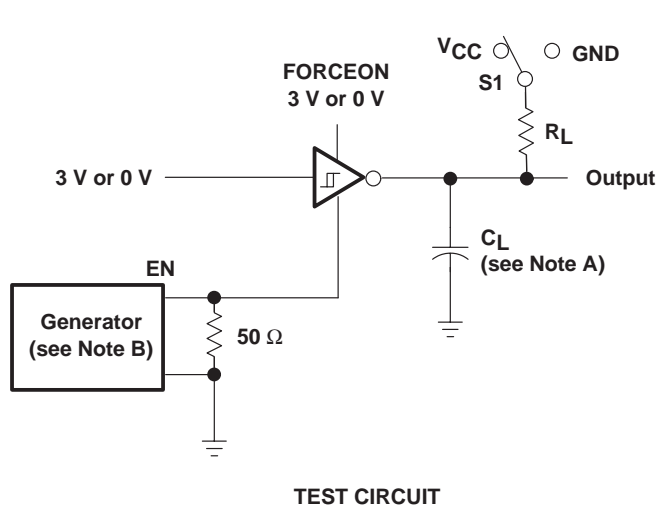 VCC GND
S1
FORCEON
3 V or 0 V
RL
3 V or 0 V
Output
CL
(see Note A)
EN
Generator
(see Note B)
50 Ω
TEST CIRCUIT